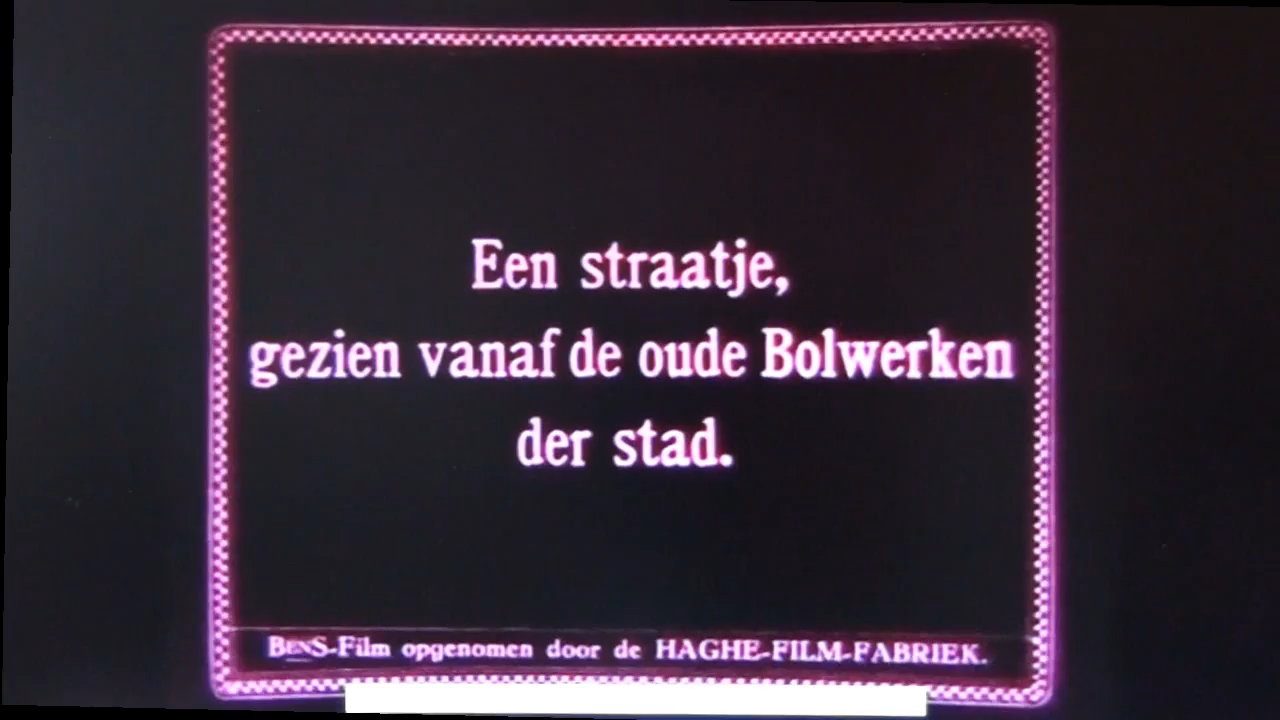 Een straatje,
gezien vanaf de oude Bolwerken
der stad.
BENS-Film opgenomen door de HAGHE-FILM-FABRIEK.